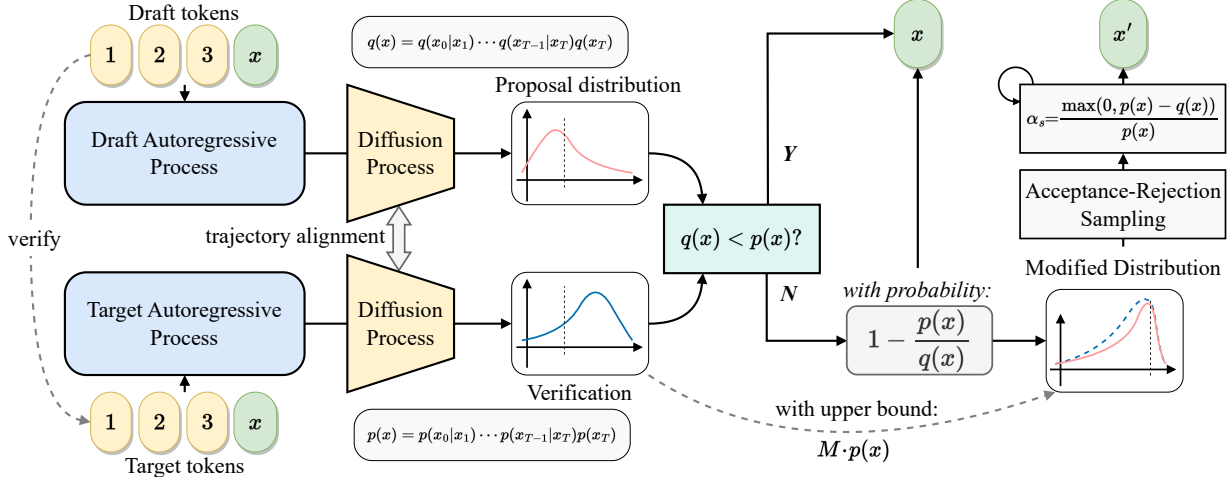 Draft tokens
1 2 3 x
q(x) = q(x_0|x_1) ··· q(x_{T-1}|x_T)q(x_T)
x
x′
Proposal distribution
Draft Autoregressive
Process
Diffusion
Process
α_s = max(0, p(x) − q(x)) / p(x)
Y
Acceptance-Rejection
Sampling
verify
trajectory alignment
q(x) < p(x)?
Modified Distribution
Target Autoregressive
Process
Diffusion
Process
N
with probability:
1 − p(x) / q(x)
Verification
1 2 3 x
Target tokens
p(x) = p(x_0|x_1) ··· p(x_{T-1}|x_T)p(x_T)
with upper bound:
M·p(x)